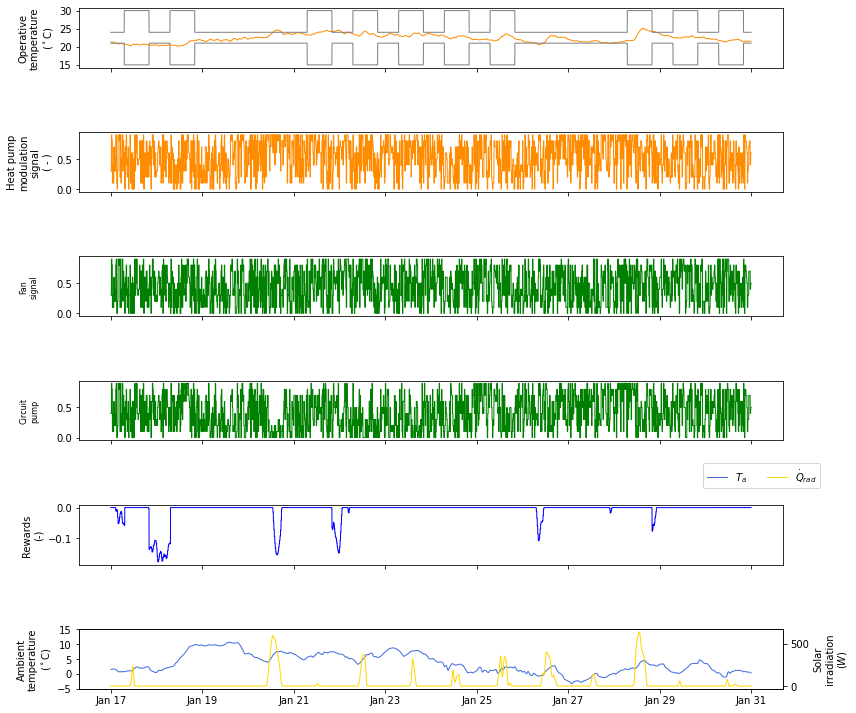 Operative
temperature
(°C)
30
25
20
15
Heat pump
modulation
signal
( - )
0.5
0.0
Fan
signal
0.5
0.0
Circuit
pump
0.5
0.0
T_a
Q̇_rad
Rewards
(-)
0.0
−0.1
Ambient
temperature
(°C)
15
10
5
0
−5
500
0
Solar
irradiation
(W)
Jan 17
Jan 19
Jan 21
Jan 23
Jan 25
Jan 27
Jan 29
Jan 31